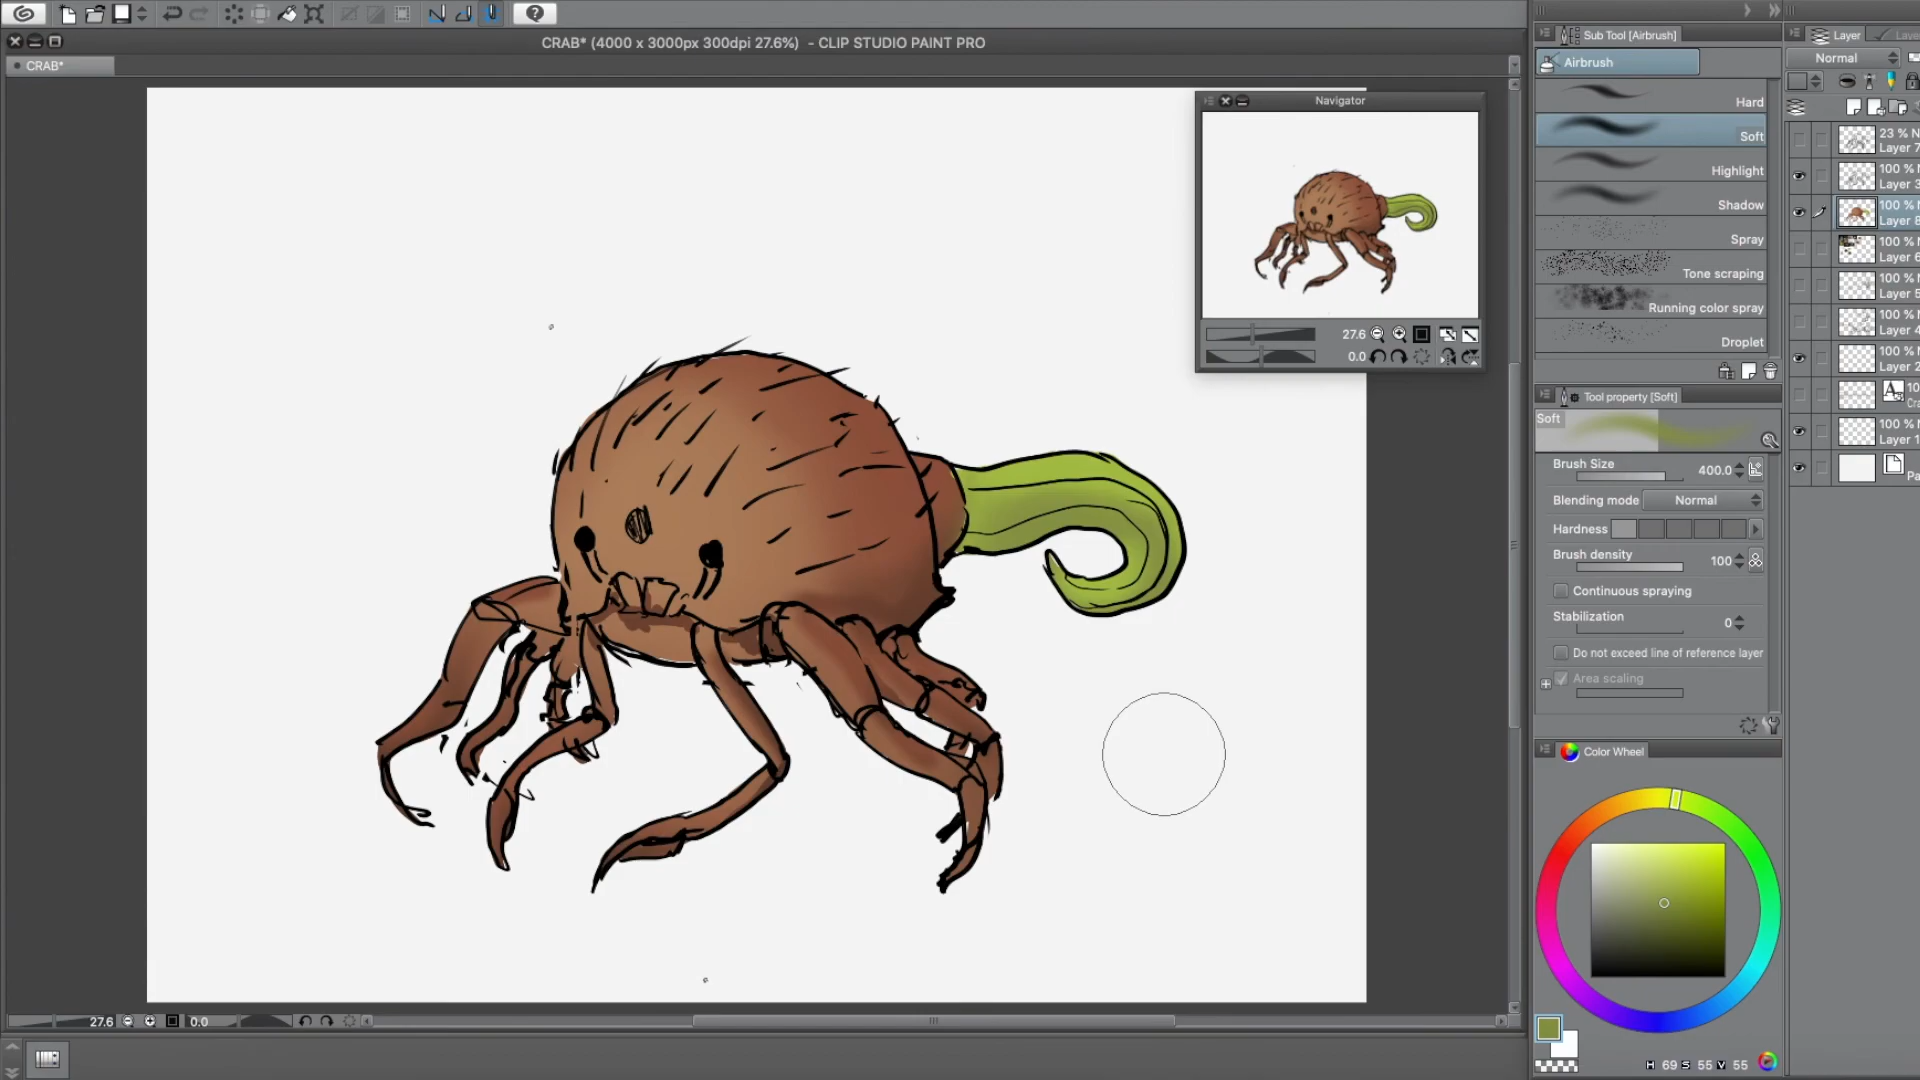 CRAB* (4000 x 3000px 300dpi 27.6%) - CLIP STUDIO PAINT PRO
CRAB*
Navigator
27.6
0.0
27.6
0.0
Sub Tool [Airbrush]
Airbrush
Hard
Soft
Highlight
Shadow
Spray
Tone scraping
Running color spray
Droplet
Tool property [Soft]
Soft
Brush Size 400.0
Blending mode Normal
Hardness
Brush density 100
Continuous spraying
Stabilization 0
Do not exceed line of reference layer
Area scaling
Color Wheel
H 69 S 55 V 55
Layer
Normal
23 % N
Layer 7
100 % N
Layer 3
100 % N
Layer 8
100 % N
Layer 6
100 % N
Layer 5
100 % N
Layer 4
100 % N
Layer 2
10
Cra
100 % N
Layer 1
Pa